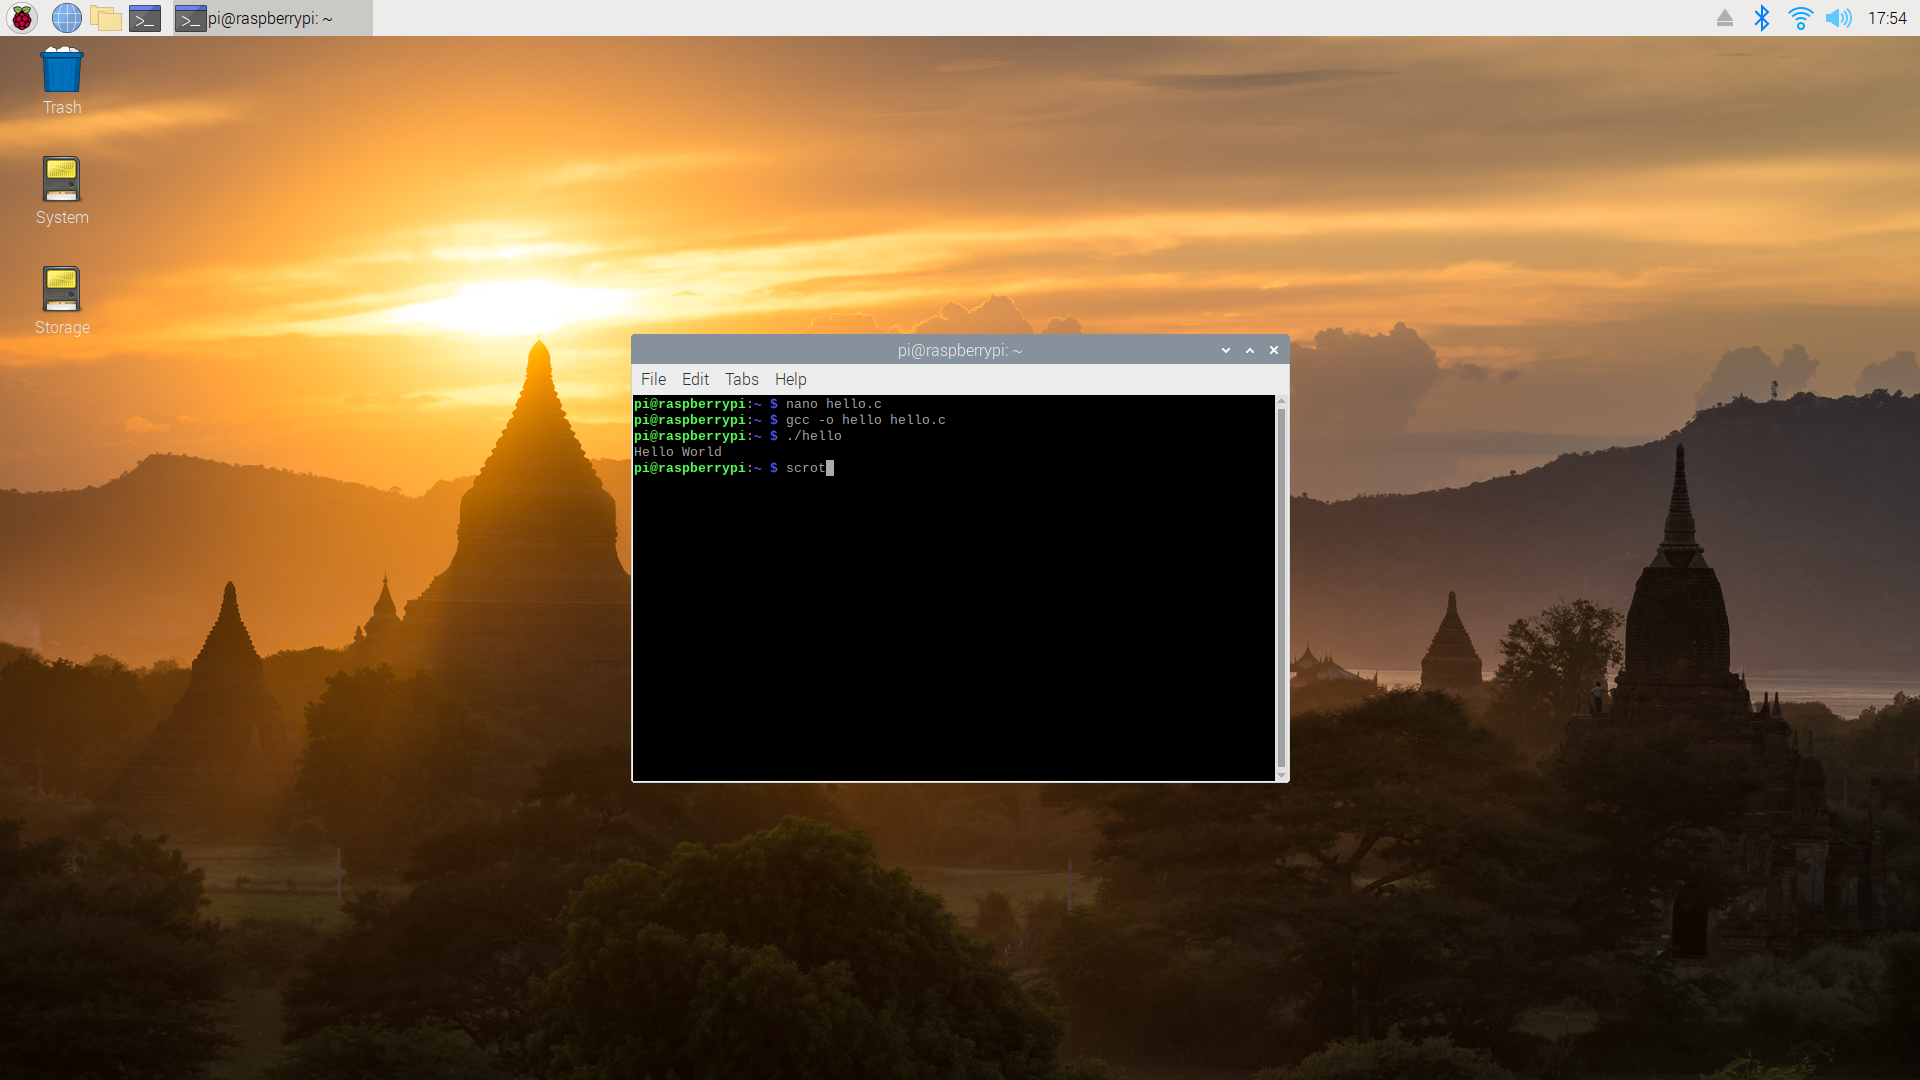 pi@raspberrypi: ~
17:54
Trash
System
Storage
pi@raspberrypi: ~
File Edit Tabs Help
pi@raspberrypi:~ $ nano hello.c
pi@raspberrypi:~ $ gcc -o hello hello.c
pi@raspberrypi:~ $ ./hello
Hello World
pi@raspberrypi:~ $ scrot